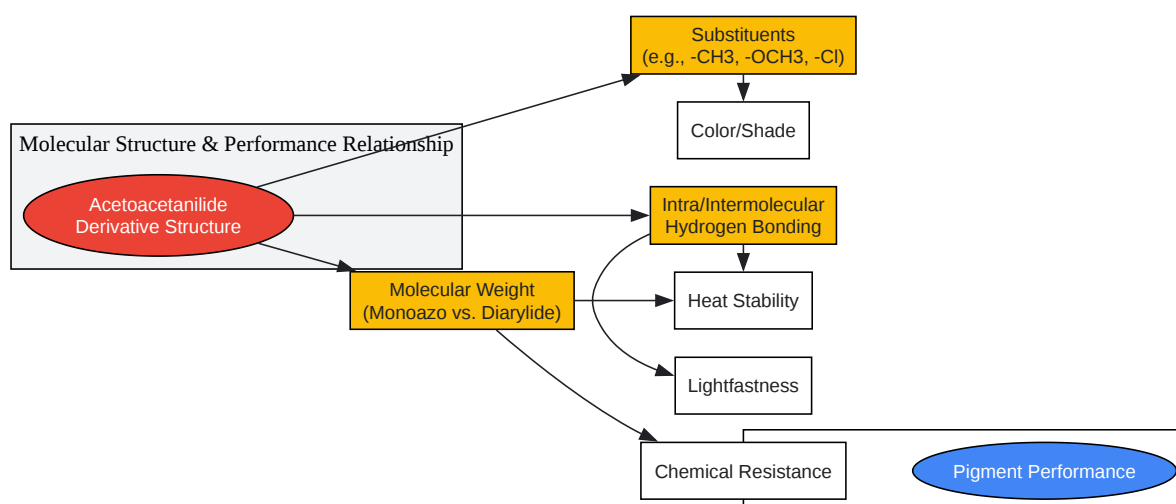 Substituents
(e.g., -CH3, -OCH3, -Cl)
Color/Shade
Molecular Structure & Performance Relationship
Acetoacetanilide
Derivative Structure
Intra/Intermolecular
Hydrogen Bonding
Molecular Weight
(Monoazo vs. Diarylide)
Heat Stability
Lightfastness
Chemical Resistance
Pigment Performance